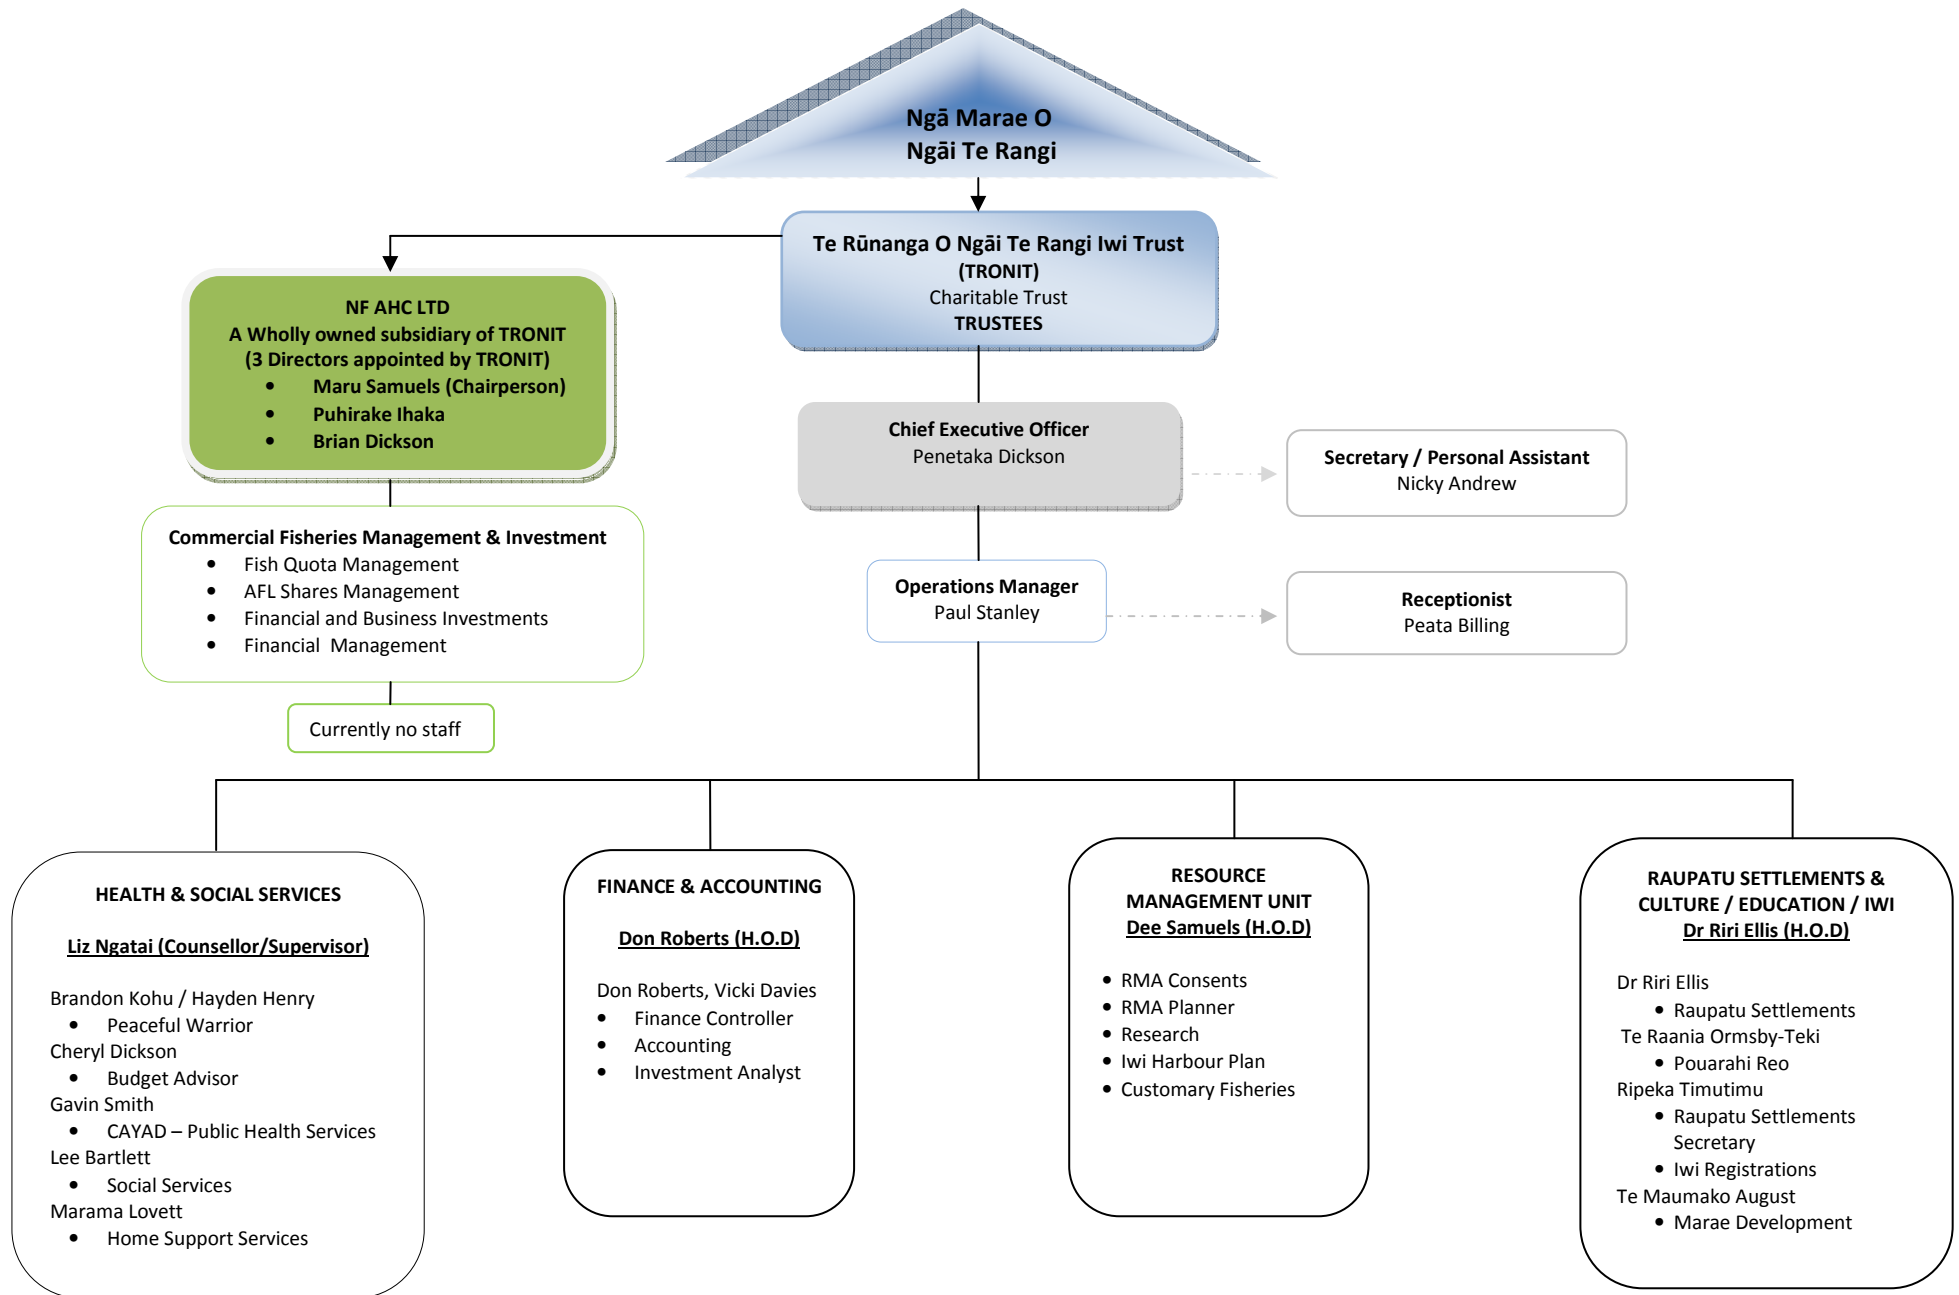 Ngā Marae O
Ngāi Te Rangi
Te Rūnanga O Ngāi Te Rangi Iwi Trust
(TRONIT)
Charitable Trust
TRUSTEES
NF AHC LTD
A Wholly owned subsidiary of TRONIT
(3 Directors appointed by TRONIT)
• Maru Samuels (Chairperson)
• Puhirake Ihaka
• Brian Dickson
Chief Executive Officer
Penetaka Dickson
Secretary / Personal Assistant
Nicky Andrew
Commercial Fisheries Management & Investment
• Fish Quota Management
• AFL Shares Management
• Financial and Business Investments
• Financial Management
Operations Manager
Paul Stanley
Receptionist
Peata Billing
Currently no staff
HEALTH & SOCIAL SERVICES
Liz Ngatai (Counsellor/Supervisor)
Brandon Kohu / Hayden Henry
• Peaceful Warrior
Cheryl Dickson
• Budget Advisor
Gavin Smith
• CAYAD – Public Health Services
Lee Bartlett
• Social Services
Marama Lovett
• Home Support Services
FINANCE & ACCOUNTING
Don Roberts (H.O.D)
Don Roberts, Vicki Davies
• Finance Controller
• Accounting
• Investment Analyst
RESOURCE
MANAGEMENT UNIT
Dee Samuels (H.O.D)
• RMA Consents
• RMA Planner
• Research
• Iwi Harbour Plan
• Customary Fisheries
RAUPATU SETTLEMENTS &
CULTURE / EDUCATION / IWI
Dr Riri Ellis (H.O.D)
Dr Riri Ellis
• Raupatu Settlements
Te Raania Ormsby-Teki
• Pouarahi Reo
Ripeka Timutimu
• Raupatu Settlements
Secretary
• Iwi Registrations
Te Maumako August
• Marae Development